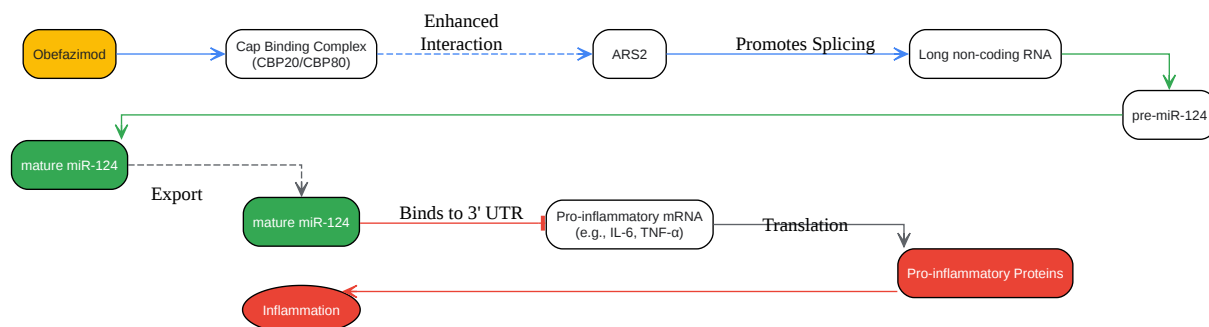 Enhanced
Interaction
Obefazimod
Cap Binding Complex
(CBP20/CBP80)
ARS2
Promotes Splicing
Long non-coding RNA
pre-miR-124
mature miR-124
Export
mature miR-124
Binds to 3' UTR
Pro-inflammatory mRNA
(e.g., IL-6, TNF-α)
Translation
Pro-inflammatory Proteins
Inflammation